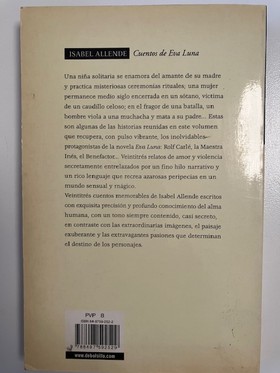 ISABEL ALLENDE Cuentos de Eva Luna
Una niña solitaria se enamora del amante de su madre
y practica misteriosas ceremonias rituales; una mujer
permanece medio siglo encerrada en un sótano, víctima
de un caudillo celoso; en el fragor de una batalla, un
hombre viola a una muchacha y mata a su padre... Estas
son algunas de las historias reunidas en este volumen
que recupera, con pulso vibrante, los inolvidables
protagonistas de la novela Eva Luna: Rolf Carlé, la Maestra
Inés, el Benefactor... Veintitrés relatos de amor y violencia
secretamente entrelazados por un fino hilo narrativo y
un rico lenguaje que recrea azarosas peripecias en un
mundo sensual y mágico.
Veintitrés cuentos memorables de Isabel Allende escritos
con exquisita precisión y profundo conocimiento del alma
humana, con un tono siempre contenido, casi secreto,
en contraste con las extraordinarias imágenes, el paisaje
exuberante y las extravagantes pasiones que determinan
el destino de los personajes.
PVP B
www.debolsillo.com